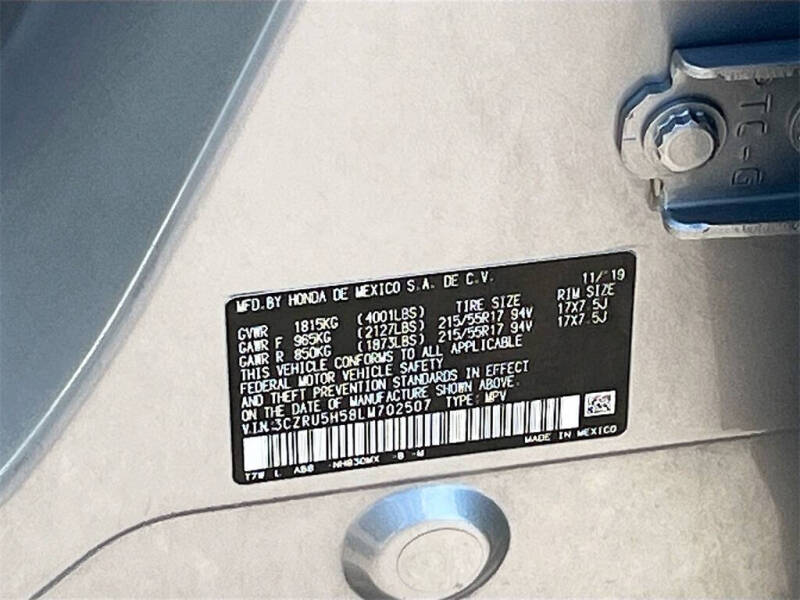 TC-G
MFD.BY HONDA DE MEXICO S.A. DE C.V. 11/'19
TIRE SIZE RIM SIZE
GVWR 1815KG (4001LBS)
GAWR F 965KG (2127LBS) 215/55R17 94V 17X7.5J
GAWR R 850KG (1873LBS) 215/55R17 94V 17X7.5J
THIS VEHICLE CONFORMS TO ALL APPLICABLE
FEDERAL MOTOR VEHICLE SAFETY
AND THEFT PREVENTION STANDARDS IN EFFECT
ON THE DATE OF MANUFACTURE SHOWN ABOVE.
V.I.N.:3CZRU5H58LM702507 TYPE: MPV
T7W L AB8 -B -M MADE IN MEXICO